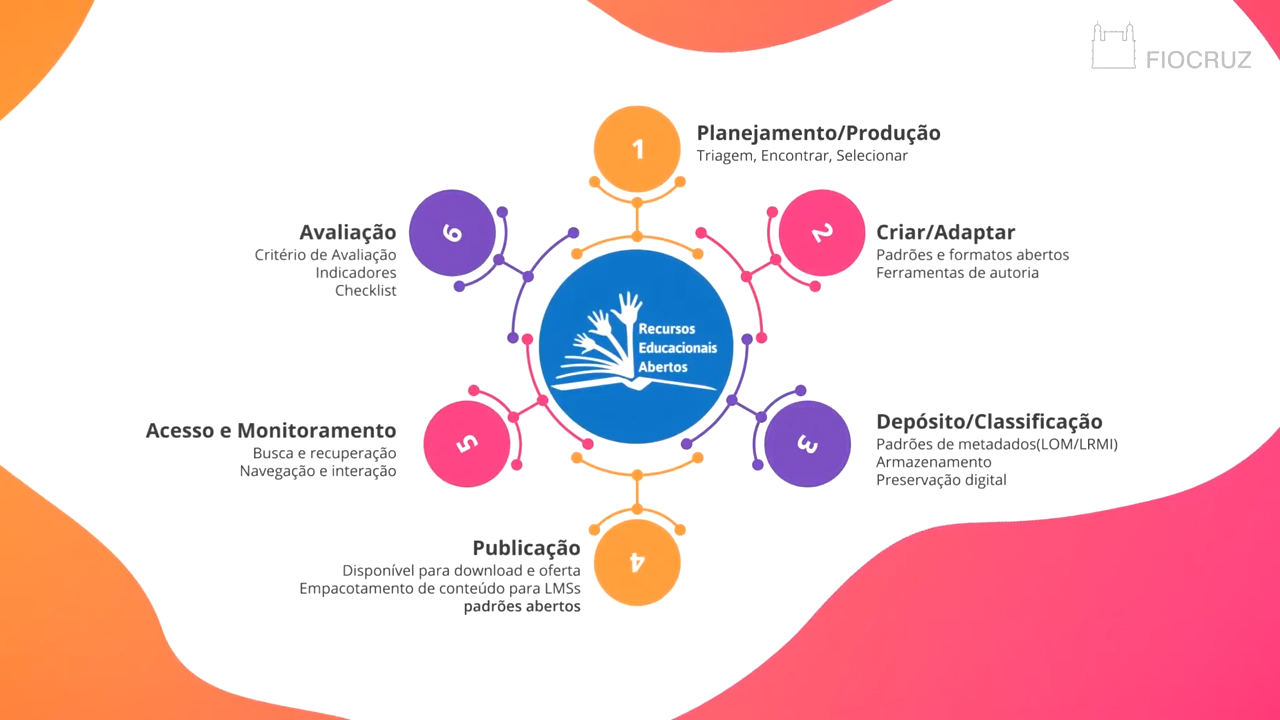 FIOCRUZ
1
Planejamento/Produção
Triagem, Encontrar, Selecionar
2
Criar/Adaptar
Padrões e formatos abertos
Ferramentas de autoria
3
Depósito/Classificação
Padrões de metadados(LOM/LRMI)
Armazenamento
Preservação digital
4
Publicação
Disponível para download e oferta
Empacotamento de conteúdo para LMSs
padrões abertos
5
Acesso e Monitoramento
Busca e recuperação
Navegação e interação
6
Avaliação
Critério de Avaliação
Indicadores
Checklist
Recursos
Educacionais
Abertos